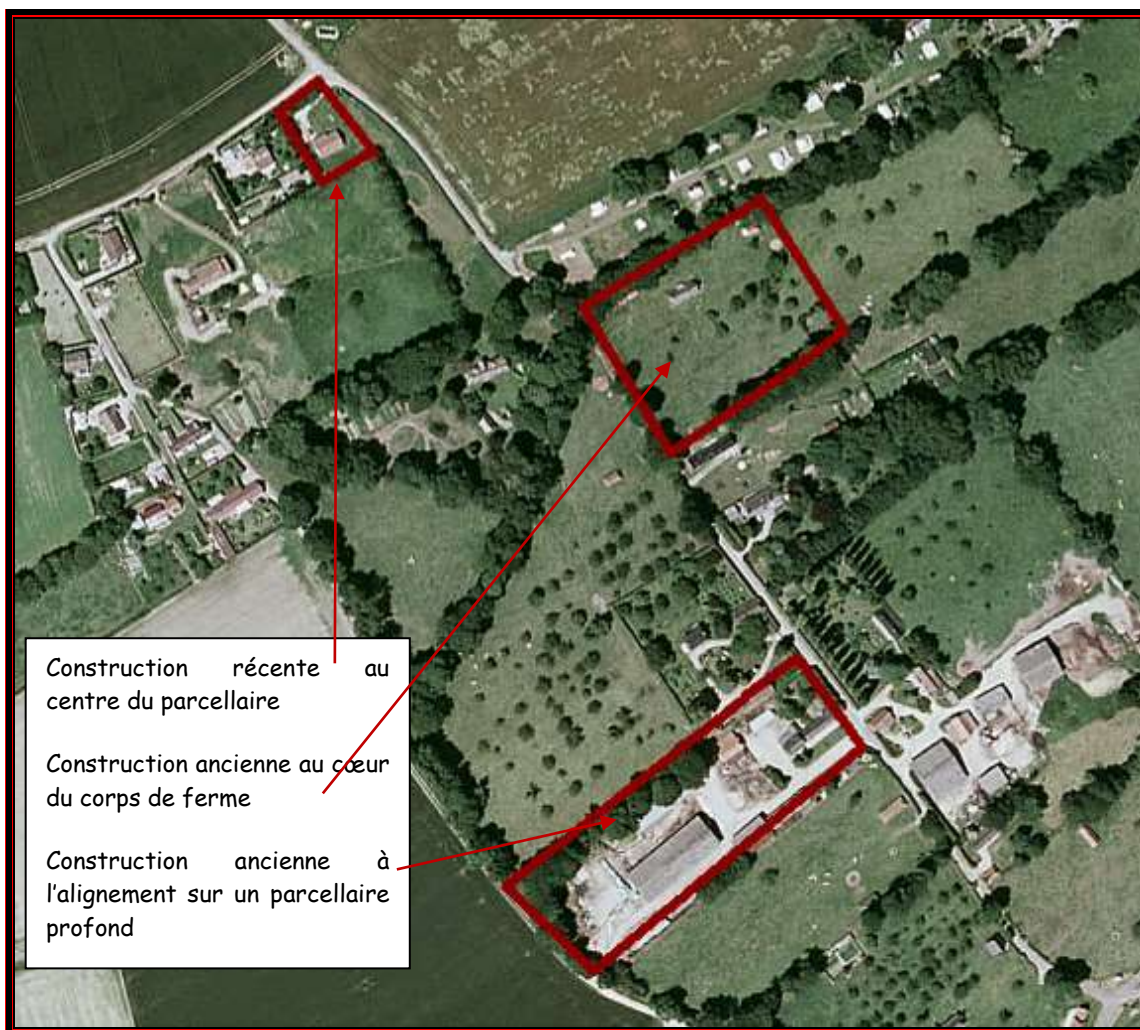 Construction récente au
centre du parcellaire
Construction ancienne au cœur
du corps de ferme
Construction ancienne à
l'alignement sur un parcellaire
profond